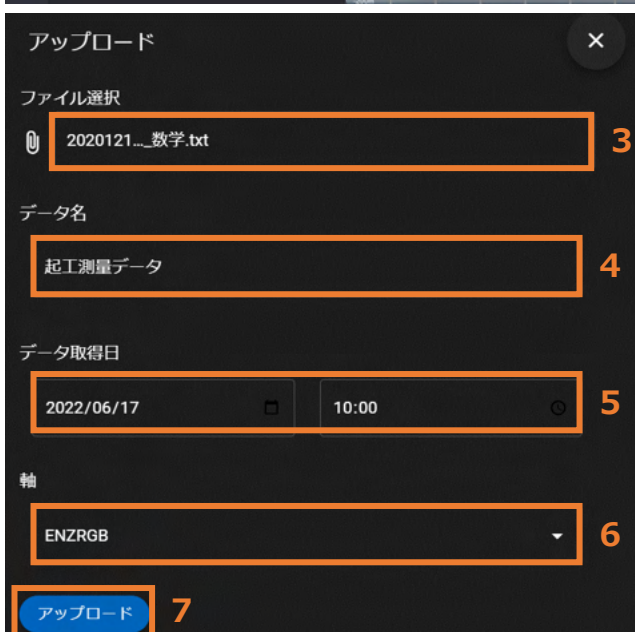 アップロード
ファイル選択
2020121..._数学.txt 3
データ名
起工測量データ 4
データ取得日
2022/06/17 10:00 5
軸
ENZRGB 6
アップロード 7